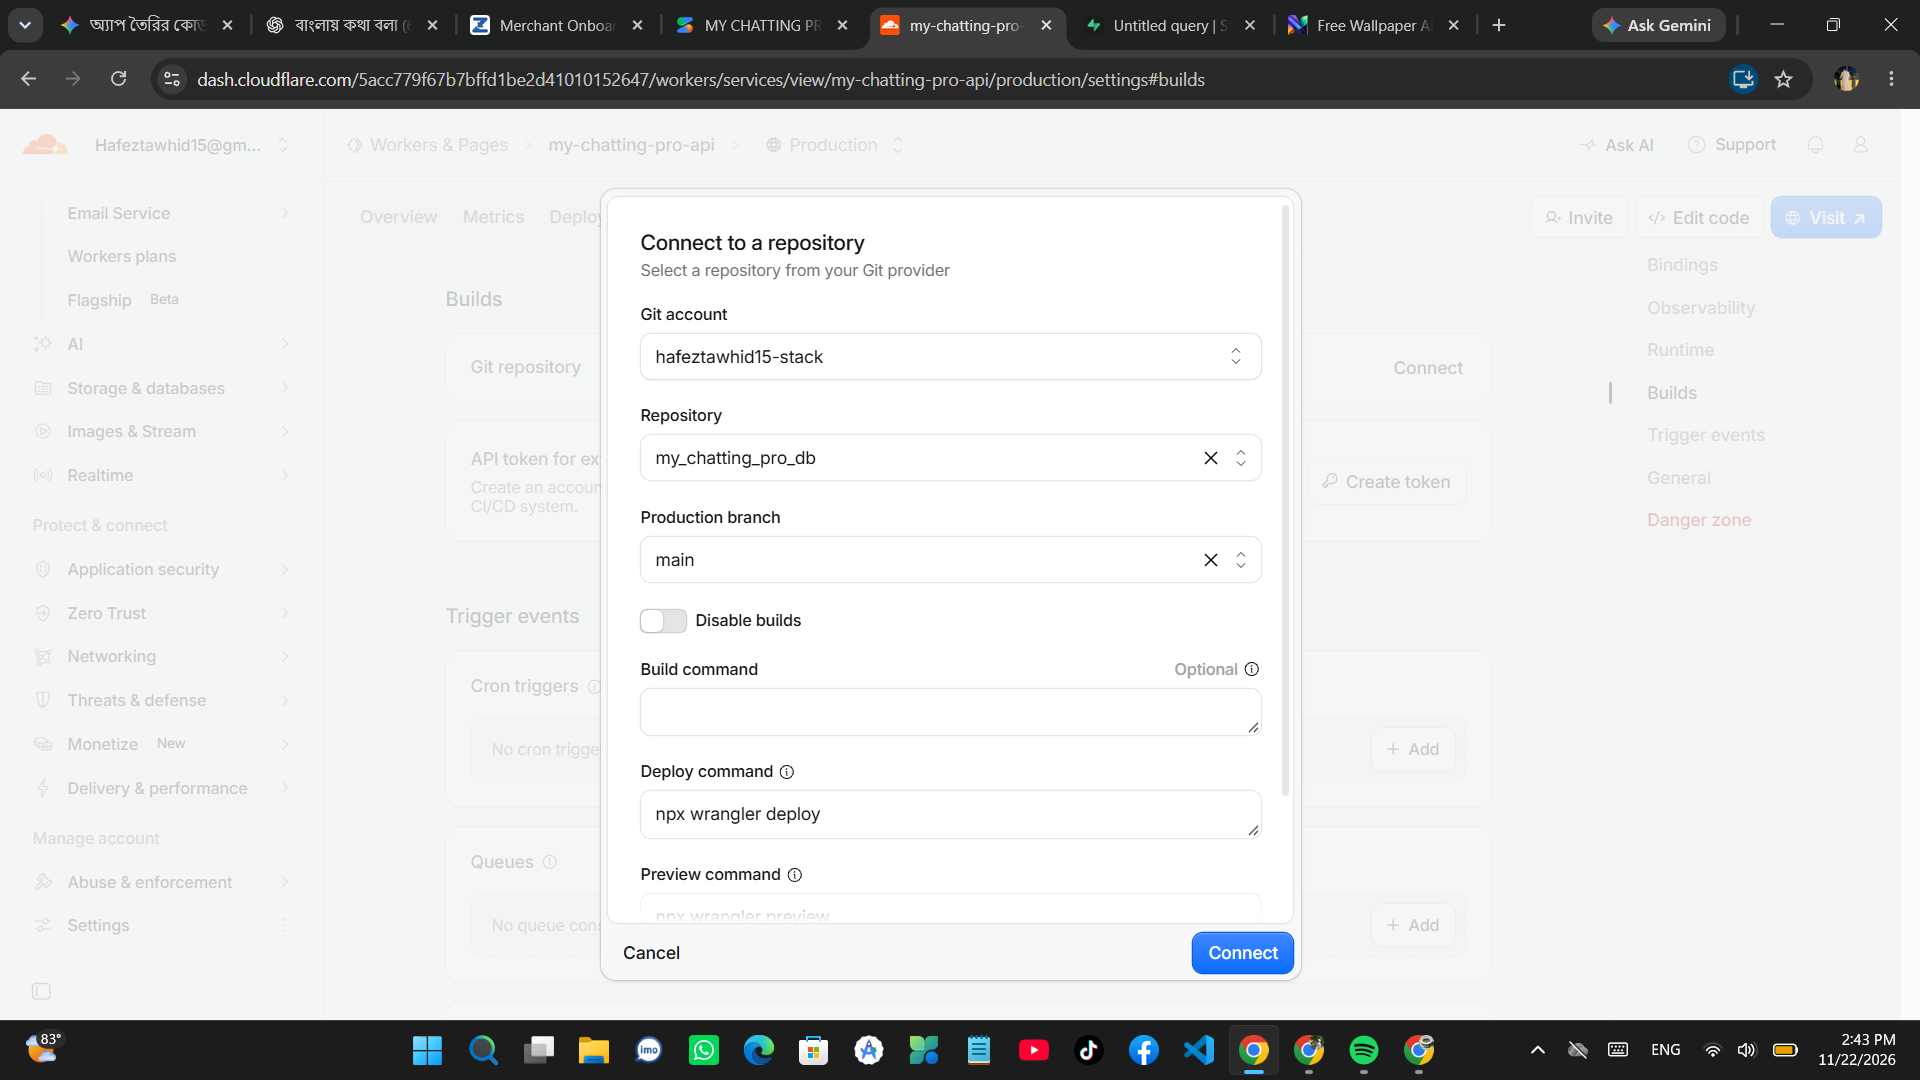 অ্যাপ তৈরির কোড
বাংলায় কথা বলা (
Merchant Onboar
MY CHATTING PR
my-chatting-pro-
Untitled query | S
Free Wallpaper A
Ask Gemini
dash.cloudflare.com/5acc779f67b7bffd1be2d41010152647/workers/services/view/my-chatting-pro-api/production/settings#builds
Hafeztawhid15@gm...
Workers & Pages
my-chatting-pro-api
Production
Ask AI
Support
Email Service
Workers plans
Flagship Beta
AI
Storage & databases
Images & Stream
Realtime
Protect & connect
Application security
Zero Trust
Networking
Threats & defense
Monetize New
Delivery & performance
Manage account
Abuse & enforcement
Settings
Overview
Metrics
Deploy
Invite
</> Edit code
Visit
Builds
Git repository
Connect
API token for ex
Create an accoun
CI/CD system.
Create token
Trigger events
Cron triggers
No cron trigge
+ Add
Queues
No queue cons
+ Add
Bindings
Observability
Runtime
Builds
Trigger events
General
Danger zone
Connect to a repository
Select a repository from your Git provider
Git account
hafeztawhid15-stack
Repository
my_chatting_pro_db
Production branch
main
Disable builds
Build command
Optional
Deploy command
npx wrangler deploy
Preview command
npx wrangler preview
Cancel
Connect
83°
imo
ENG
2:43 PM
11/22/2026